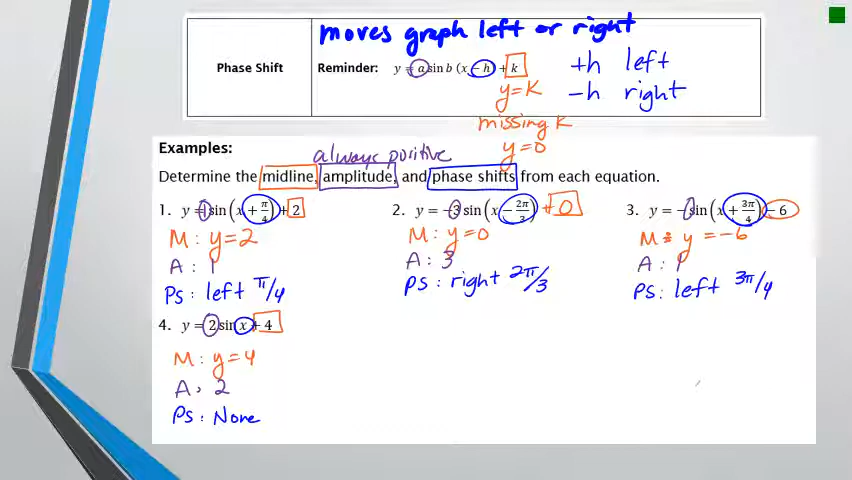 moves graph left or right
Phase Shift
Reminder: y = a sin b (x − h) + k
+h left
−h right
y = K
missing K
y = 0
Examples:
always positive
Determine the midline, amplitude, and phase shifts from each equation.
1. y = 1 sin(x + π/4) + 2
M: y = 2
A: 1
PS: left π/4
2. y = −3 sin(x − 2π/3) + 0
M: y = 0
A: 3
PS: right 2π/3
3. y = − sin(x + 3π/4) − 6
M: y = −6
A: 1
PS: left 3π/4
4. y = 2 sin x + 4
M: y = 4
A: 2
PS: None